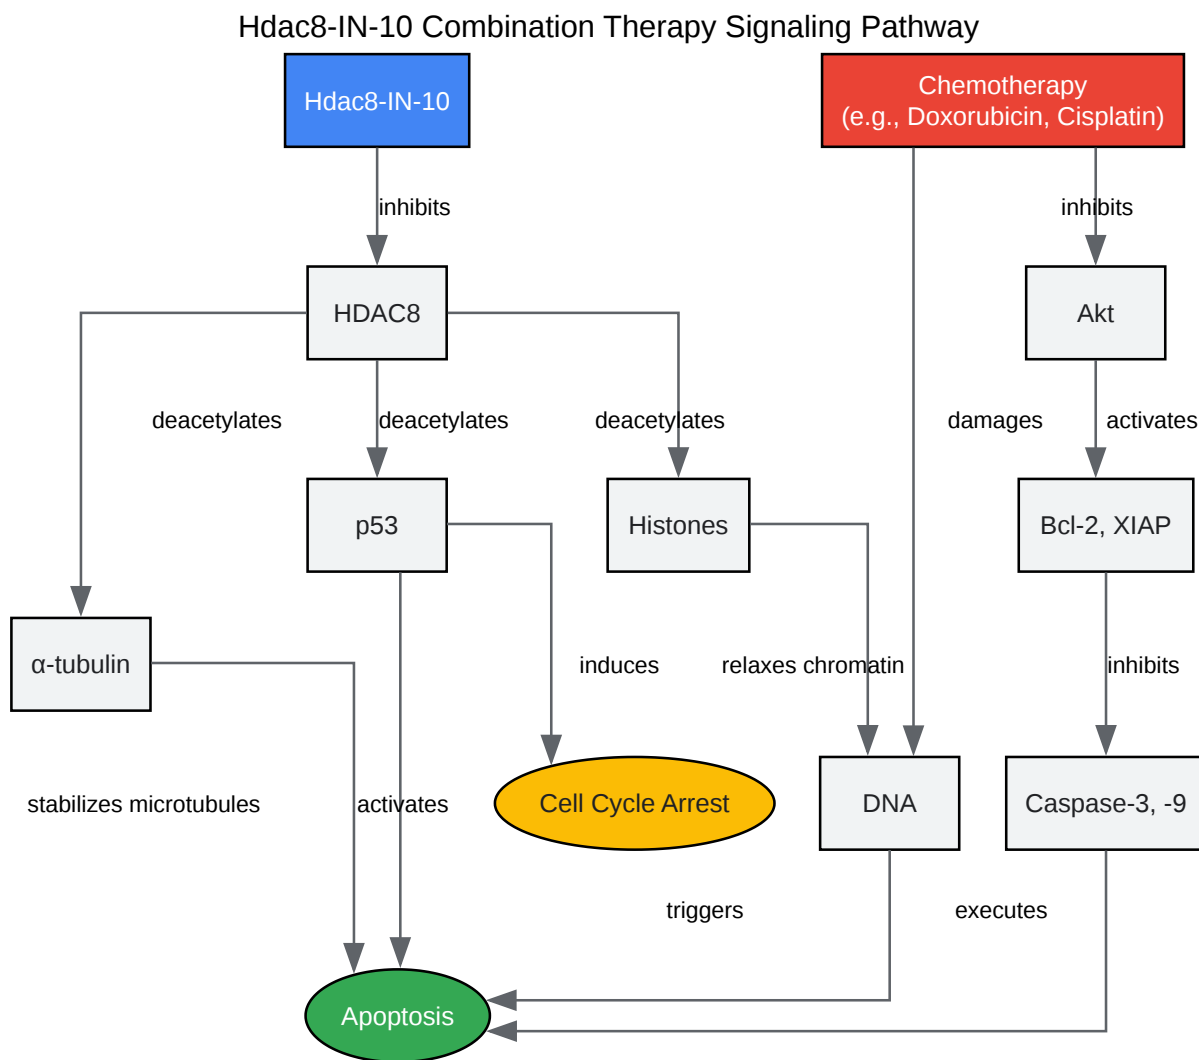 Hdac8-IN-10 Combination Therapy Signaling Pathway
Hdac8-IN-10
Chemotherapy
(e.g., Doxorubicin, Cisplatin)
inhibits
inhibits
HDAC8
Akt
deacetylates
deacetylates
deacetylates
damages
activates
p53
Histones
Bcl-2, XIAP
α-tubulin
induces
relaxes chromatin
inhibits
stabilizes microtubules
activates
Cell Cycle Arrest
DNA
Caspase-3, -9
triggers
executes
Apoptosis